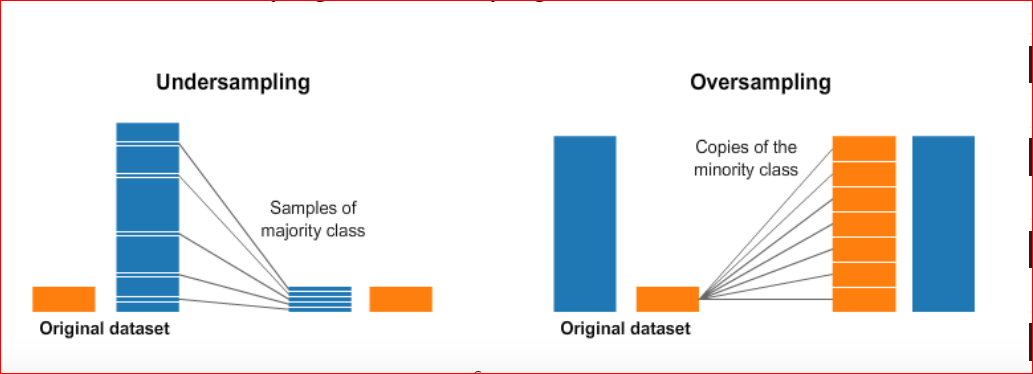 Undersampling
Samples of
majority class
Original dataset
Oversampling
Copies of the
minority class
Original dataset